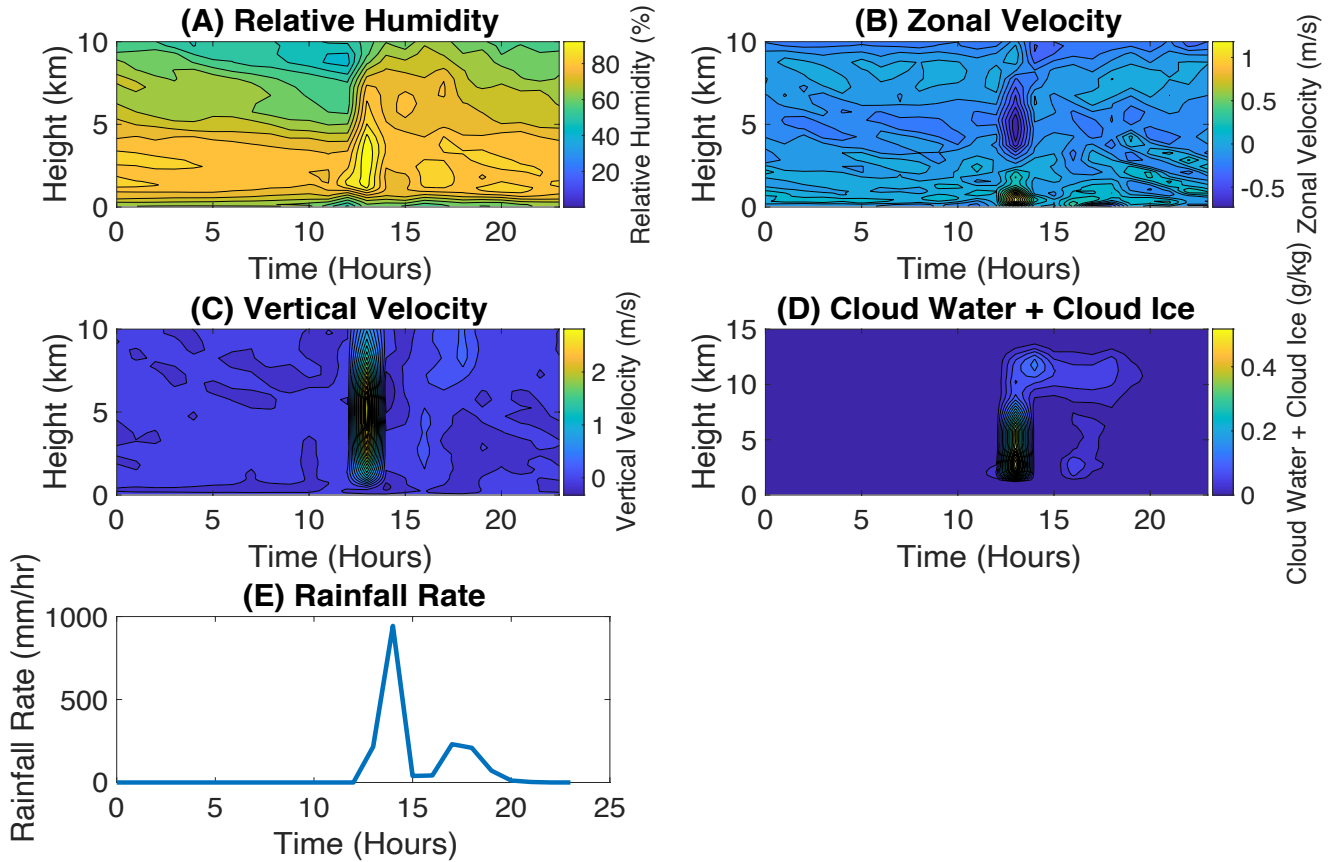 (A) Relative Humidity
10
5
0
Height (km)
0 5 10 15 20
Time (Hours)
80
60
40
20
Relative Humidity (%)
(B) Zonal Velocity
10
5
0
Height (km)
0 5 10 15 20
Time (Hours)
1
0.5
0
-0.5
Zonal Velocity (m/s)
(C) Vertical Velocity
10
5
0
Height (km)
0 5 10 15 20
Time (Hours)
2
1
0
Vertical Velocity (m/s)
(D) Cloud Water + Cloud Ice
15
10
5
0
Height (km)
0 5 10 15 20
Time (Hours)
0.4
0.2
0
Cloud Water + Cloud Ice (g/kg)
(E) Rainfall Rate
1000
500
0
Rainfall Rate (mm/hr)
0 5 10 15 20 25
Time (Hours)